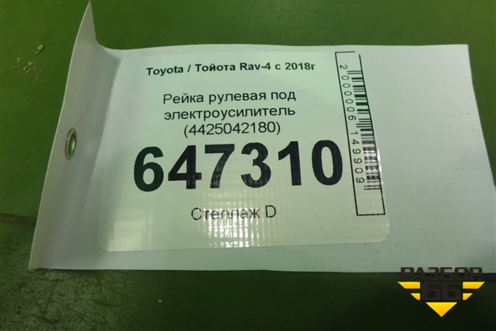 Toyota / Тойота Rav-4 с 2018г
Рейка рулевая под
электроусилитель
(4425042180)
647310
Стеллаж D
2000006149909
РАЗБОР
66